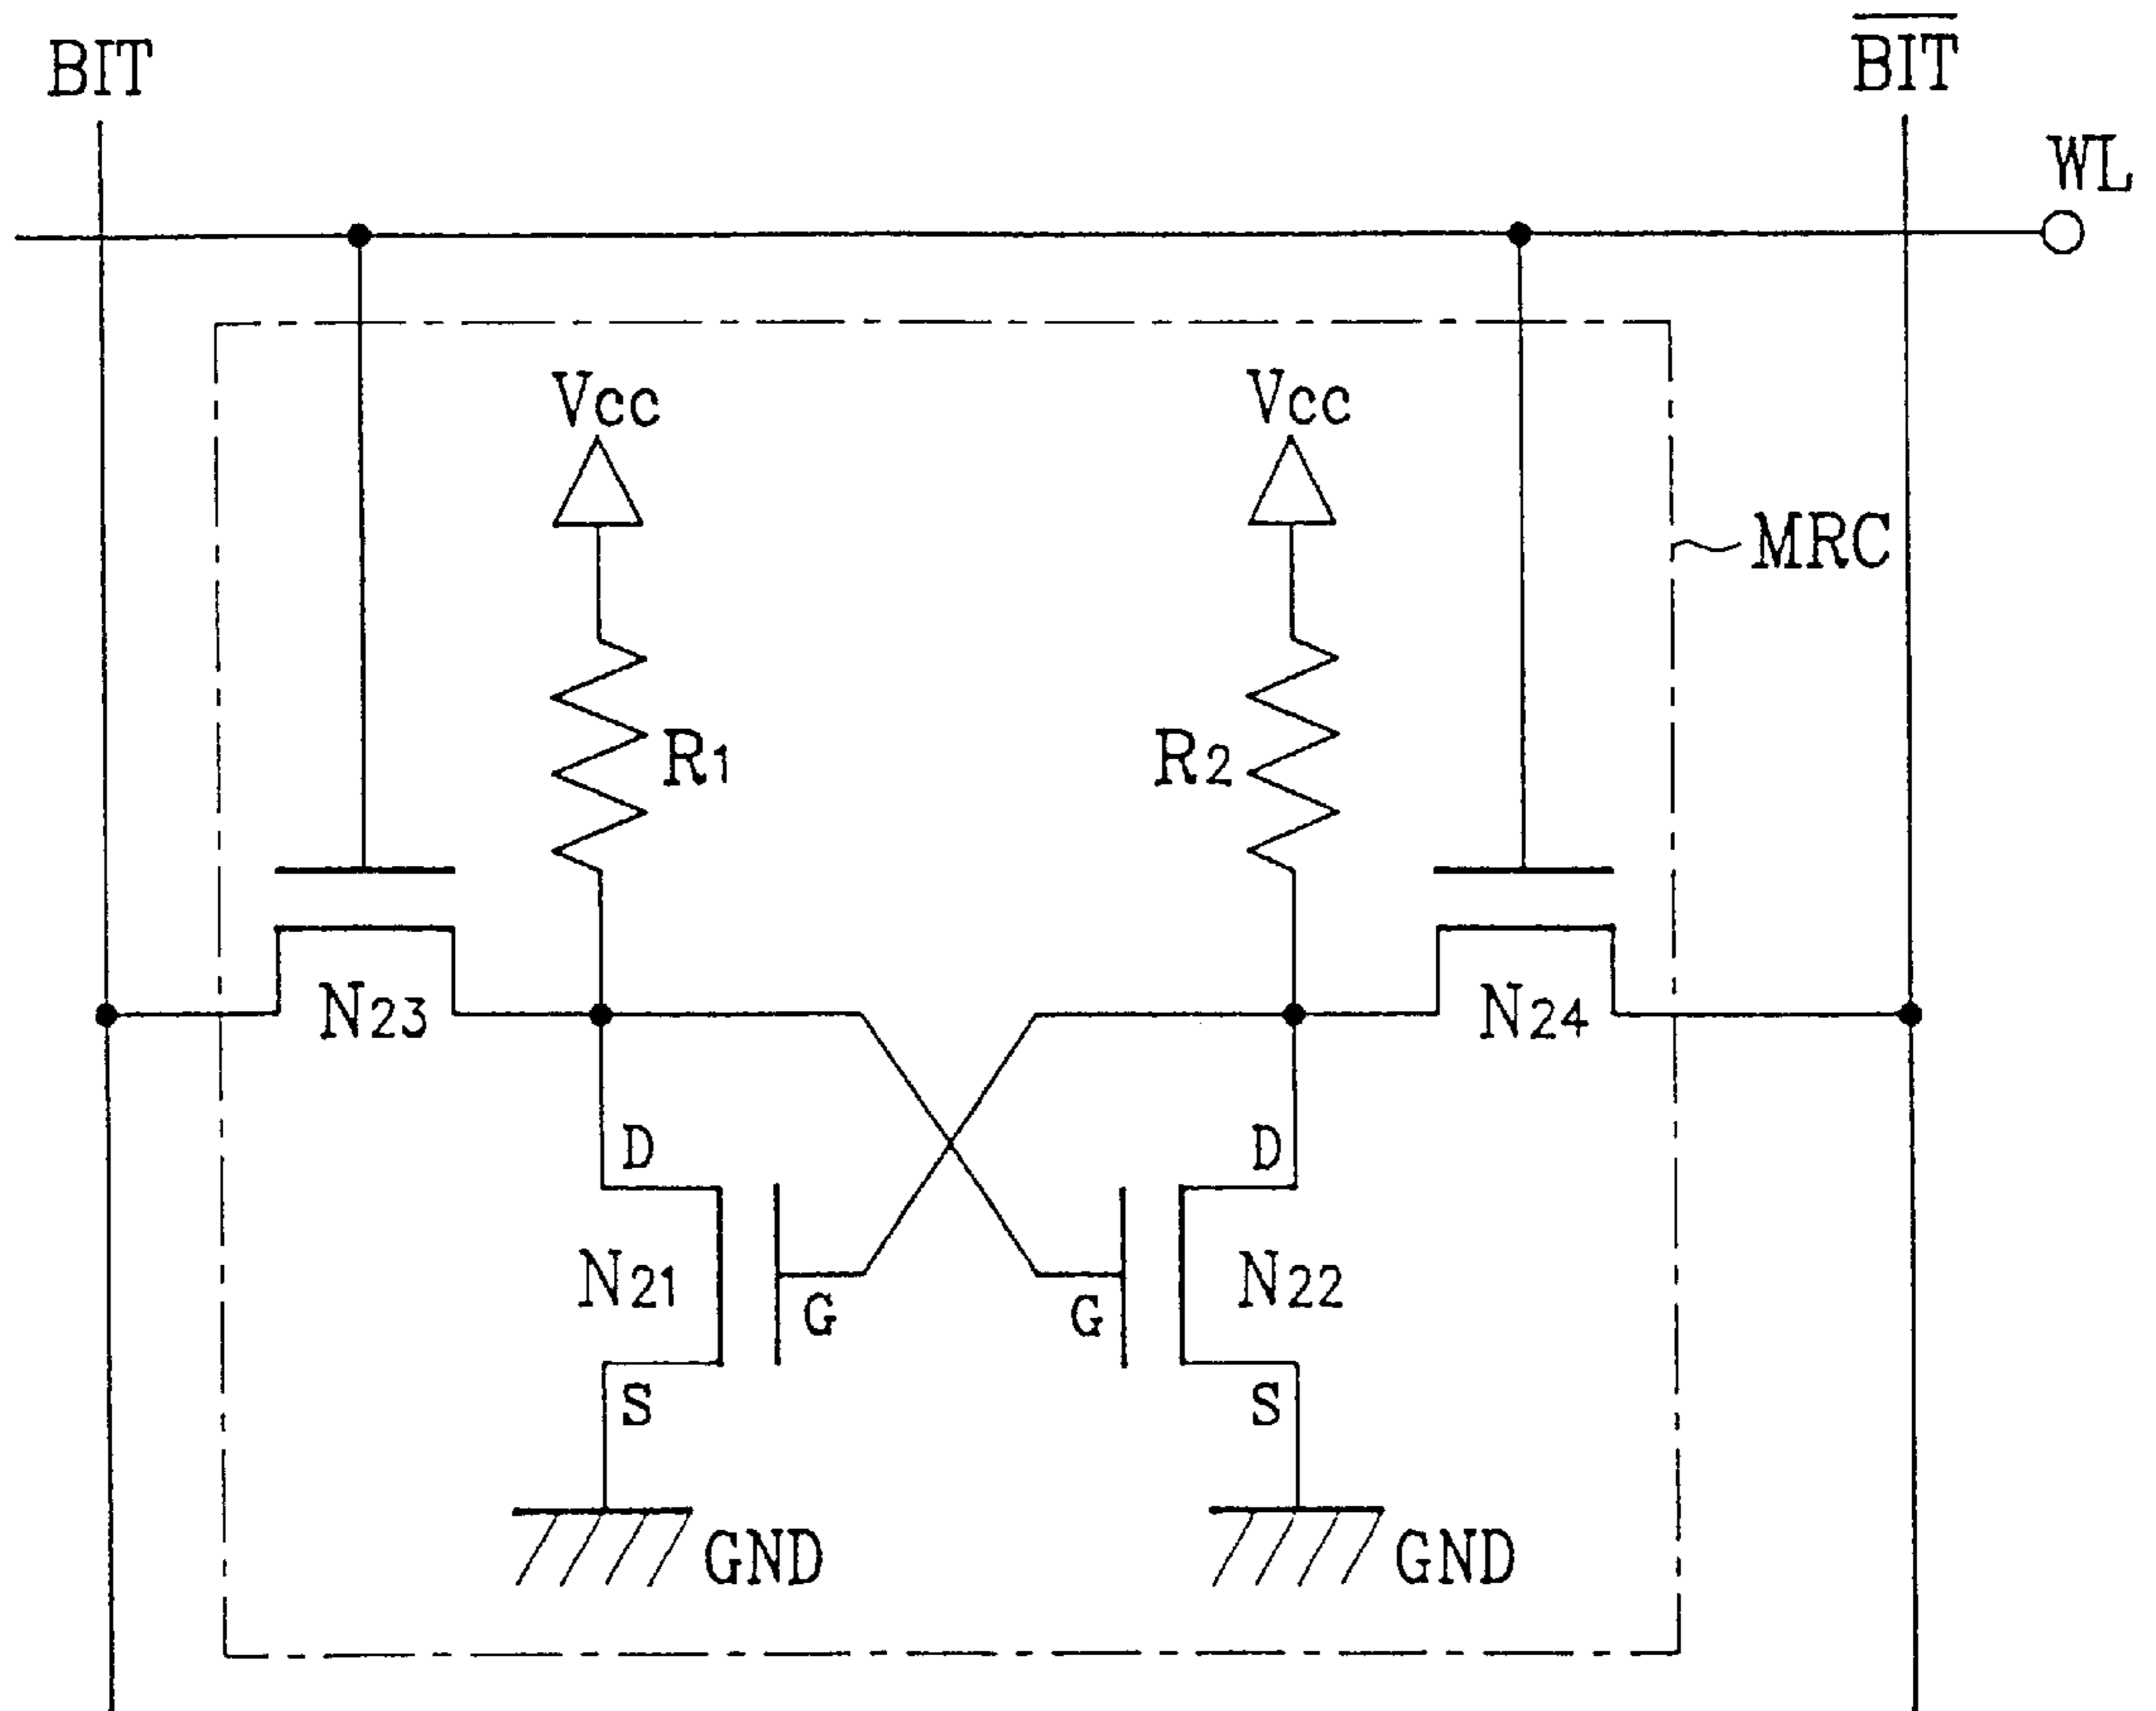 BIT
BIT
WL
Vcc
Vcc
MRC
R1
R2
N23
N24
D
D
N21
N22
G
G
S
S
GND
GND